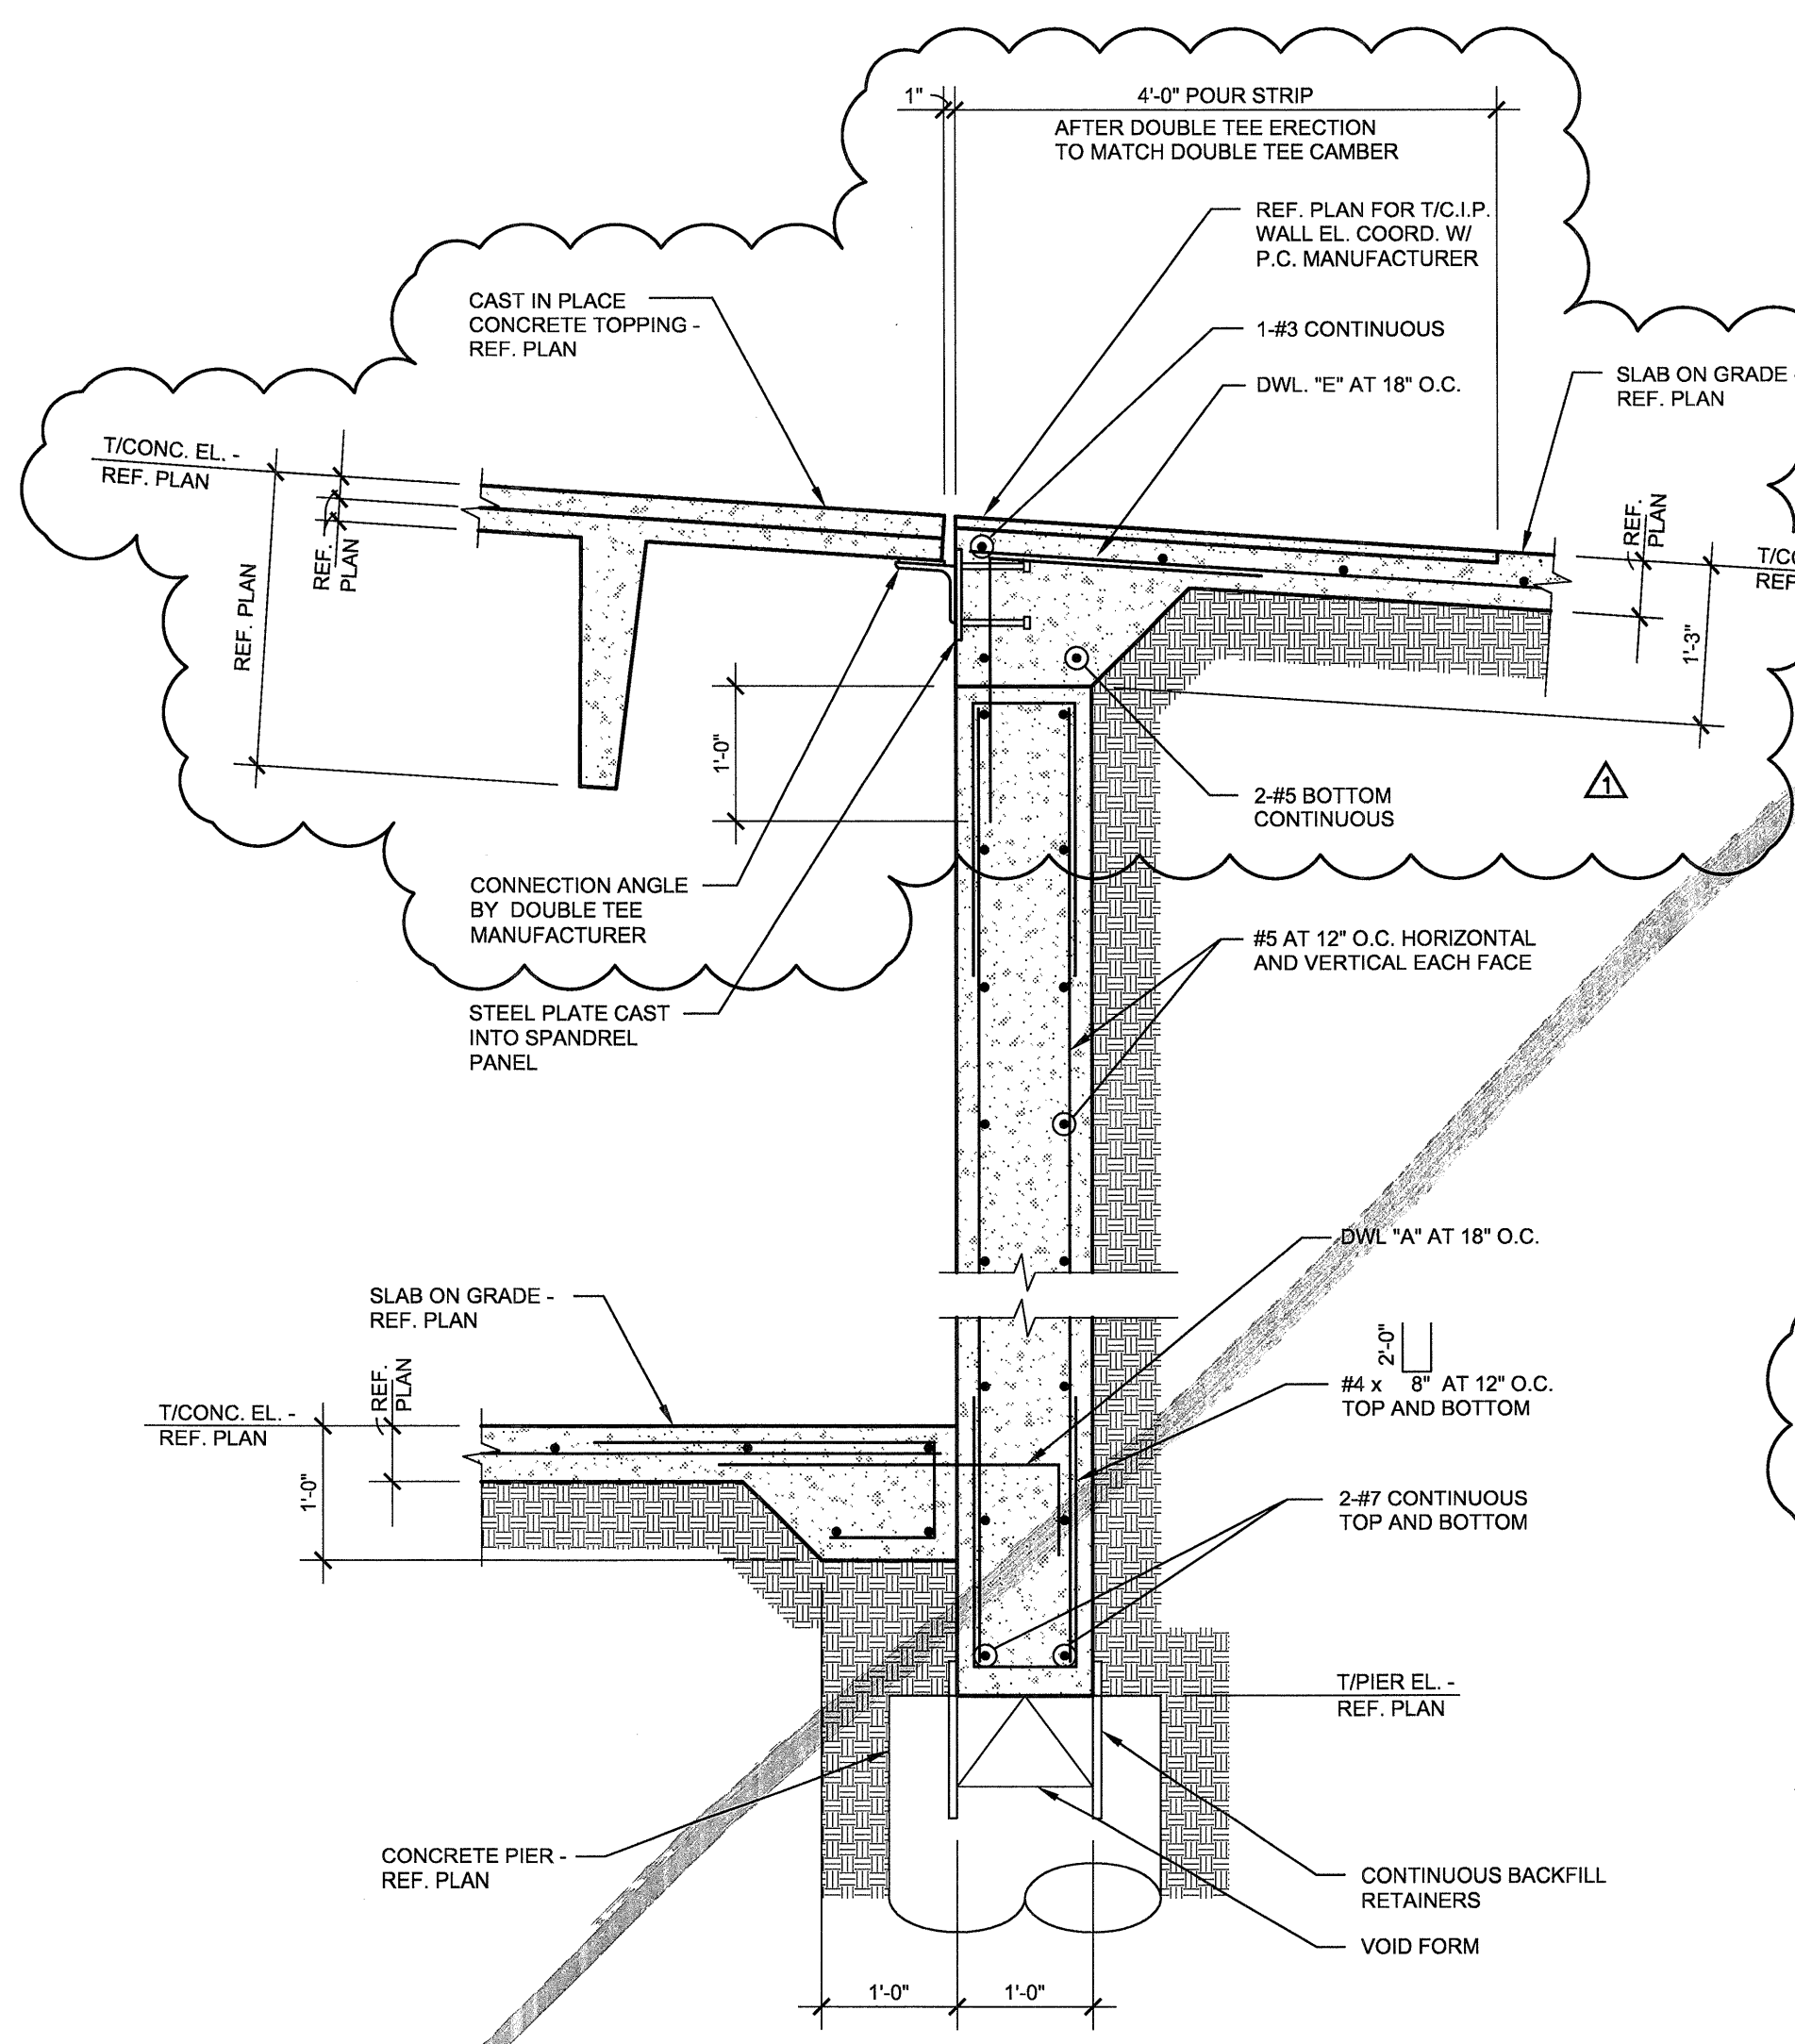 1"
4'-0" POUR STRIP
AFTER DOUBLE TEE ERECTION
TO MATCH DOUBLE TEE CAMBER
REF. PLAN FOR T/C.I.P.
WALL EL. COORD. W/
P.C. MANUFACTURER
CAST IN PLACE
CONCRETE TOPPING -
REF. PLAN
1-#3 CONTINUOUS
DWL. "E" AT 18" O.C.
SLAB ON GRADE -
REF. PLAN
T/CONC. EL. -
REF. PLAN
REF.
PLAN
REF. PLAN
REF.
PLAN
1'-3"
1'-0"
1
2-#5 BOTTOM
CONTINUOUS
CONNECTION ANGLE
BY DOUBLE TEE
MANUFACTURER
#5 AT 12" O.C. HORIZONTAL
AND VERTICAL EACH FACE
STEEL PLATE CAST
INTO SPANDREL
PANEL
DWL "A" AT 18" O.C.
SLAB ON GRADE -
REF. PLAN
REF.
PLAN
2'-0"
#4 x 8" AT 12" O.C.
TOP AND BOTTOM
T/CONC. EL. -
REF. PLAN
1'-0"
2-#7 CONTINUOUS
TOP AND BOTTOM
T/PIER EL. -
REF. PLAN
CONCRETE PIER -
REF. PLAN
CONTINUOUS BACKFILL
RETAINERS
VOID FORM
1'-0"
1'-0"